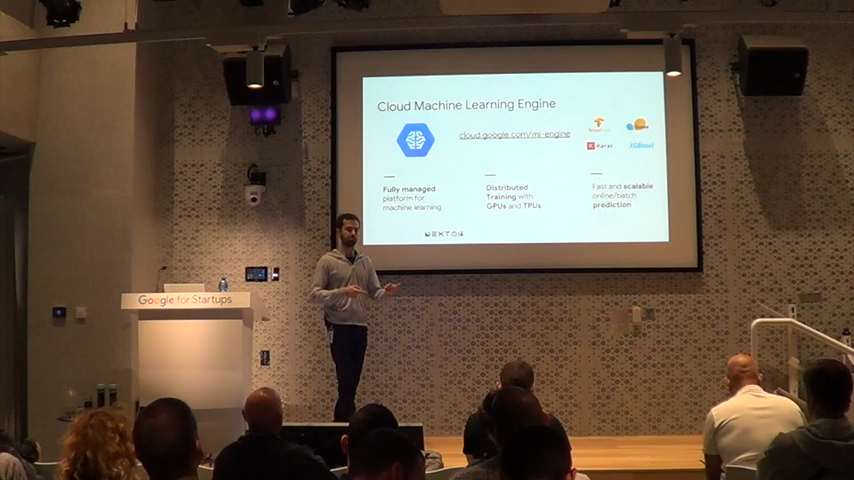 Cloud Machine Learning Engine
cloud.google.com/ml-engine
TensorFlow
Keras
XGBoost
Fully managed
platform for
machine learning
Distributed
Training with
GPUs and TPUs
Fast and scalable
online/batch
prediction
NEXTON
Google for Startups